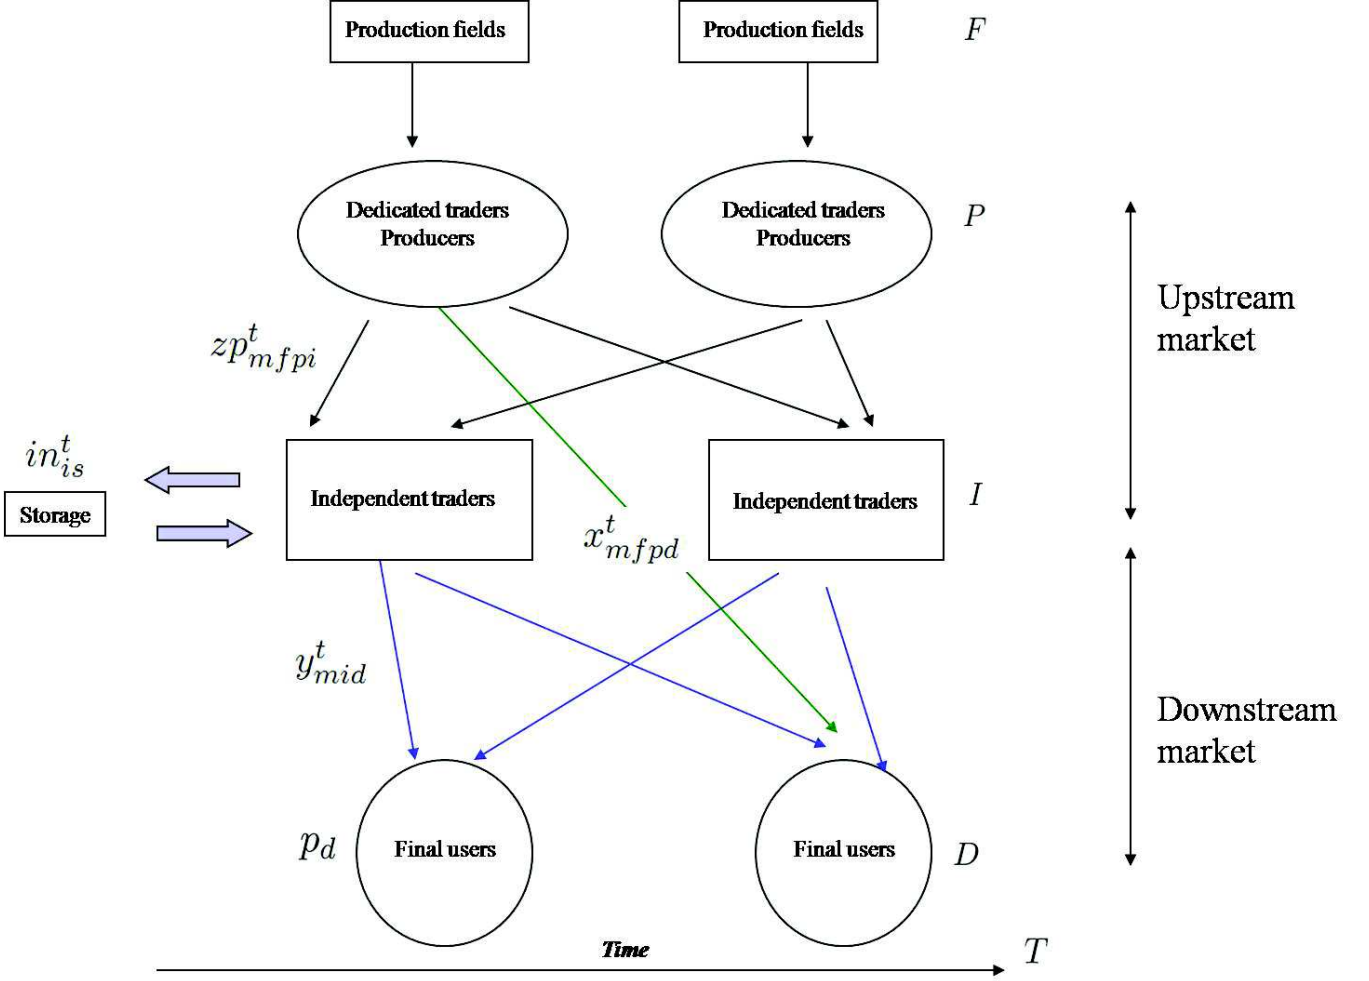 Production fields
Production fields
F
Dedicated traders
Producers
Dedicated traders
Producers
P
Upstream
market
zp^t_{mfpi}
in^t_{is}
Storage
Independent traders
Independent traders
I
x^t_{mfpd}
y^t_{mid}
Downstream
market
p_d
Final users
Final users
D
Time
T